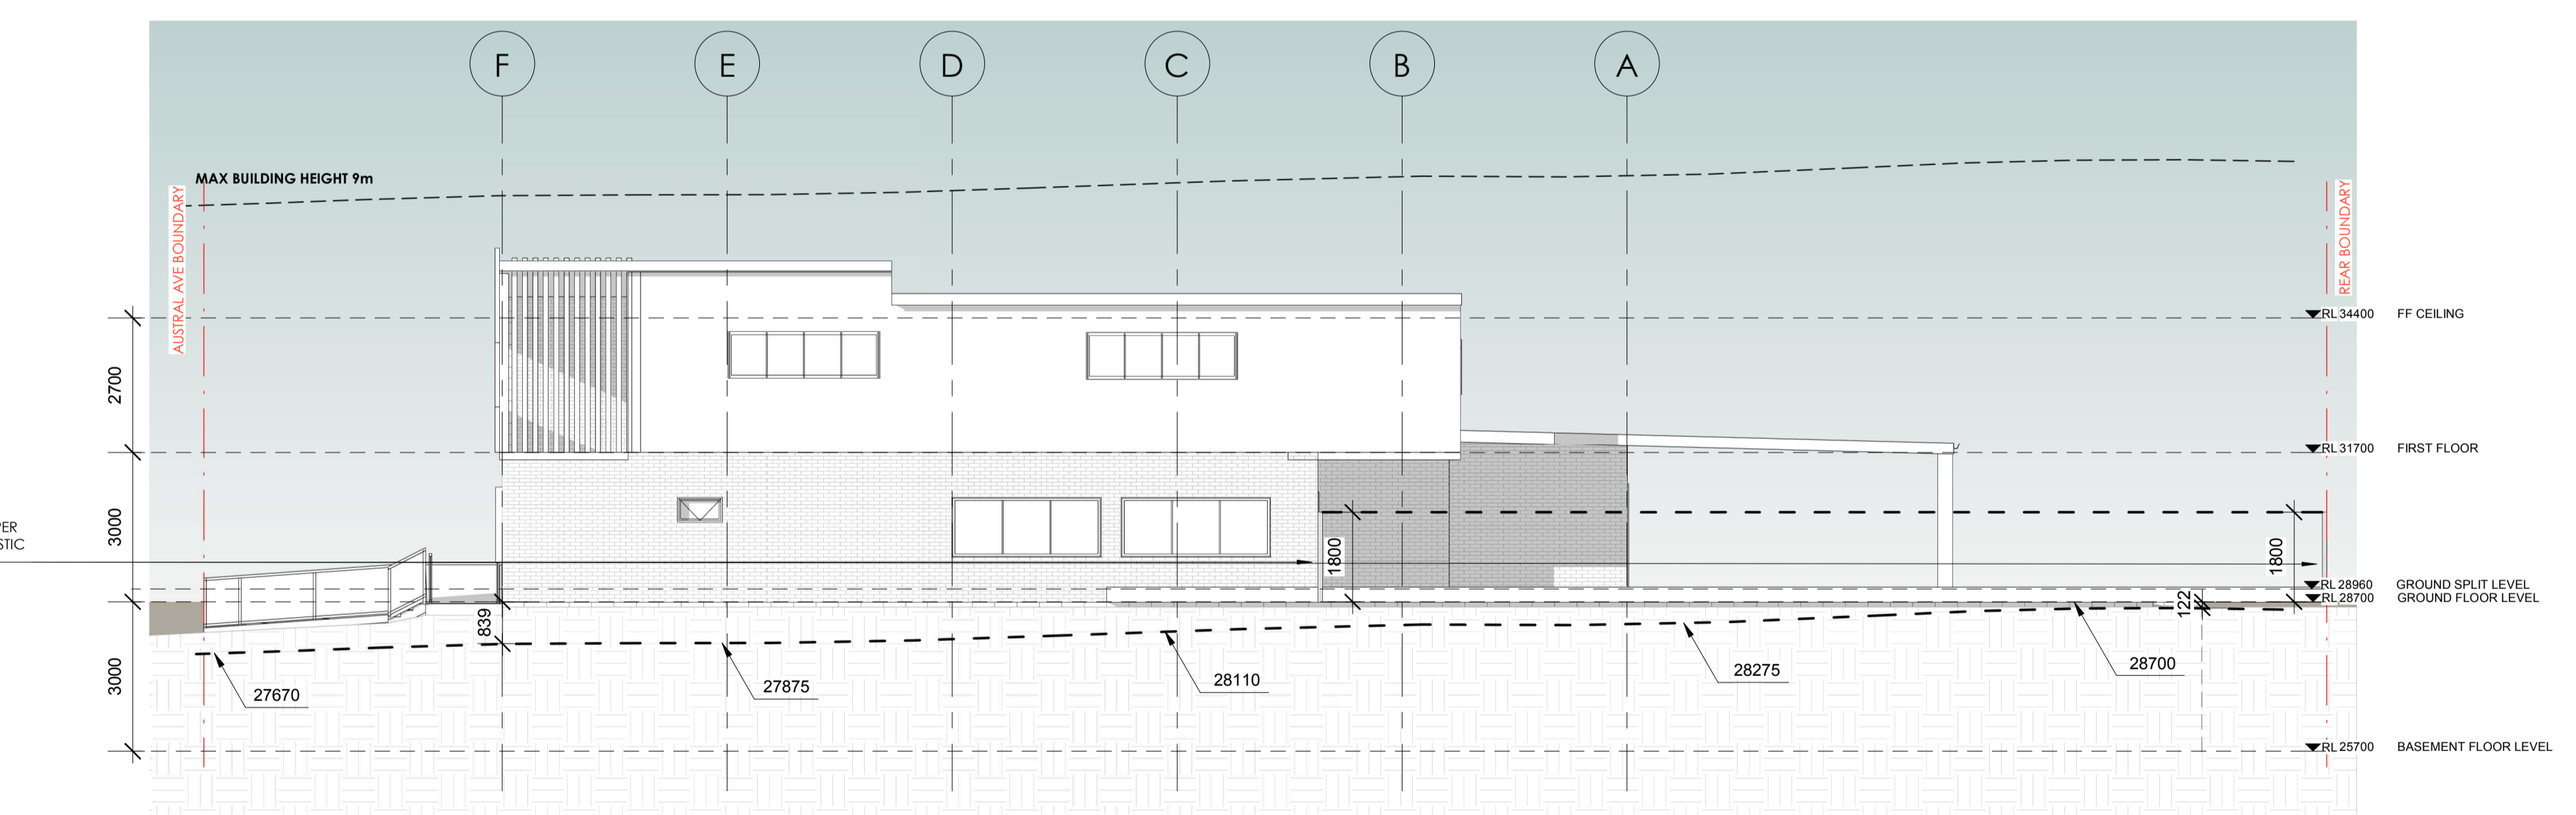 F E D C B A
MAX BUILDING HEIGHT 9m
AUSTRAL AVE BOUNDARY
REAR BOUNDARY
RL 34400 FF CEILING
2700
RL 31700 FIRST FLOOR
3000
PER
STIC
1800
1800
RL 28960 GROUND SPLIT LEVEL
RL 28700 GROUND FLOOR LEVEL
122
839
3000
27670
27875
28110
28275
28700
RL 25700 BASEMENT FLOOR LEVEL